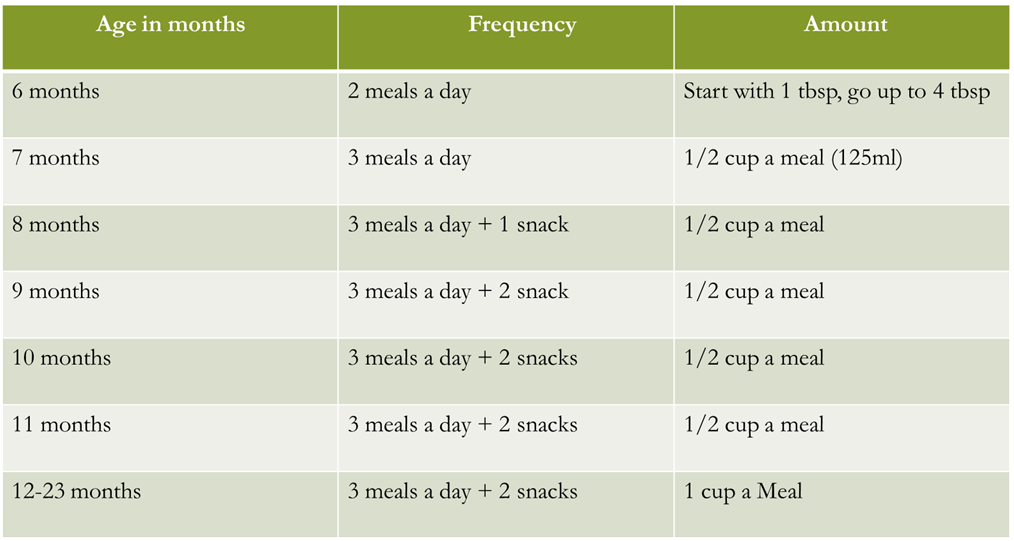 Age in months Frequency Amount
6 months 2 meals a day Start with 1 tbsp, go up to 4 tbsp
7 months 3 meals a day 1/2 cup a meal (125ml)
8 months 3 meals a day + 1 snack 1/2 cup a meal
9 months 3 meals a day + 2 snack 1/2 cup a meal
10 months 3 meals a day + 2 snacks 1/2 cup a meal
11 months 3 meals a day + 2 snacks 1/2 cup a meal
12-23 months 3 meals a day + 2 snacks 1 cup a Meal